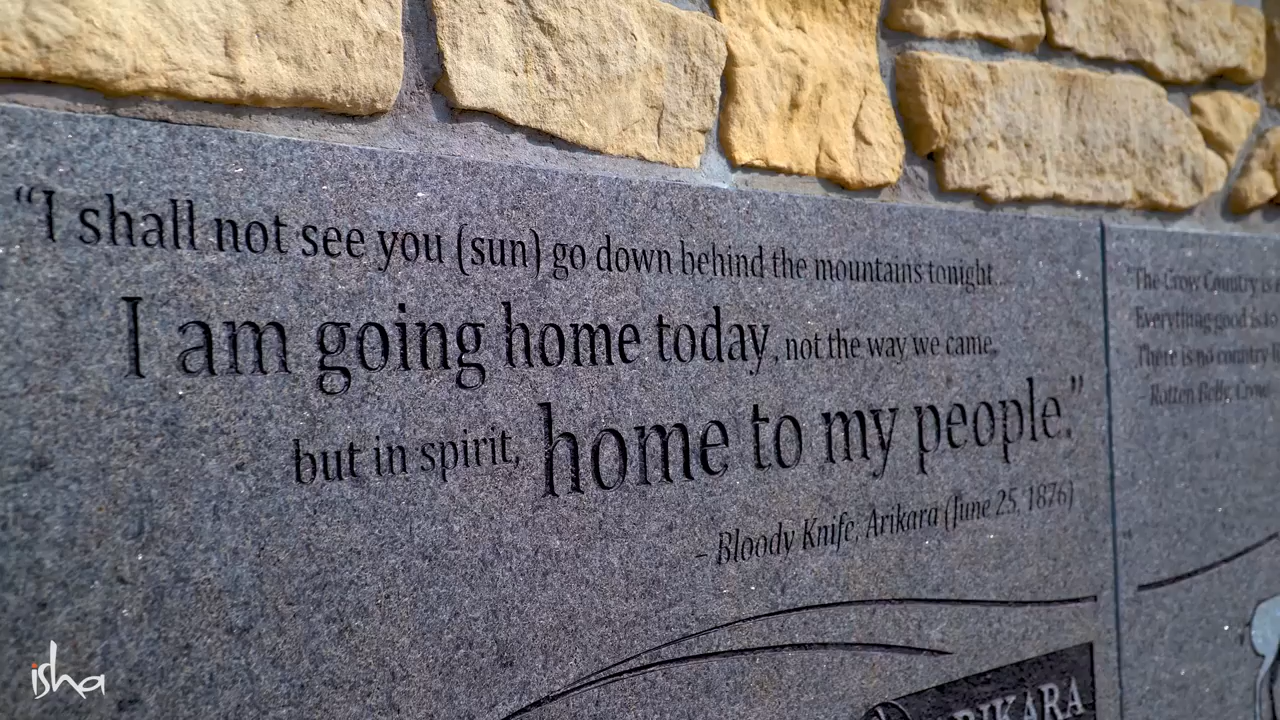 “I shall not see you (sun) go down behind the mountains tonight...
I am going home today, not the way we came,
but in spirit, home to my people.”
– Bloody Knife, Arikara (June 25, 1876)
ARIKARA
"The Crow Country is
Everything good is to
There is no country
– Rotten Belly, Crow
isha